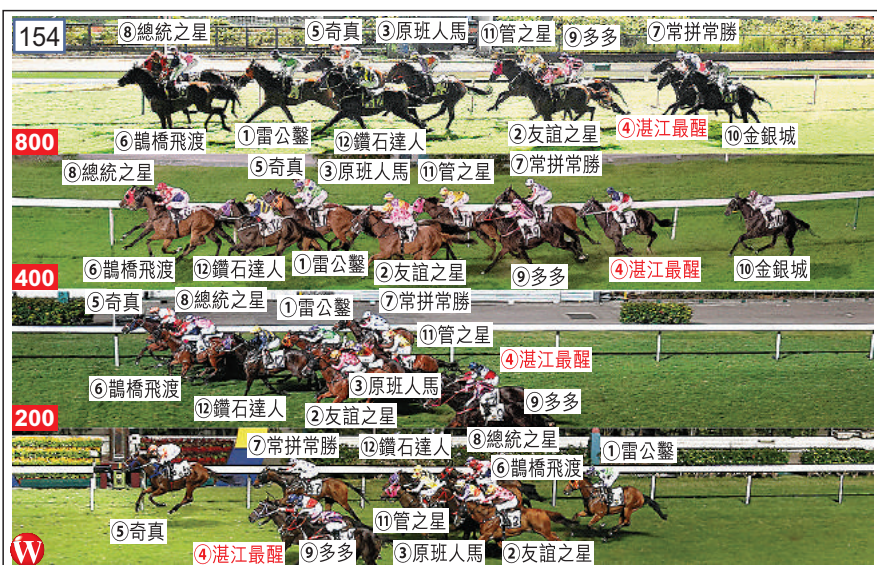 154
⑧總統之星 ⑤奇真 ③原班人馬 ⑪管之星 ⑨多多 ⑦常拼常勝
800 ⑥鵲橋飛渡 ①雷公鑿 ⑫鑽石達人 ②友誼之星 ④湛江最醒 ⑩金銀城
⑧總統之星 ⑤奇真 ③原班人馬 ⑪管之星 ⑦常拼常勝
400 ⑥鵲橋飛渡 ⑫鑽石達人 ①雷公鑿 ②友誼之星 ⑨多多 ④湛江最醒 ⑩金銀城
⑤奇真 ⑧總統之星 ①雷公鑿 ⑦常拼常勝
⑪管之星
④湛江最醒
⑥鵲橋飛渡 ③原班人馬
200 ⑫鑽石達人 ②友誼之星 ⑨多多
⑦常拼常勝 ⑫鑽石達人 ⑧總統之星 ①雷公鑿
⑥鵲橋飛渡
⑤奇真 ⑪管之星
W ④湛江最醒 ⑨多多 ③原班人馬 ②友誼之星